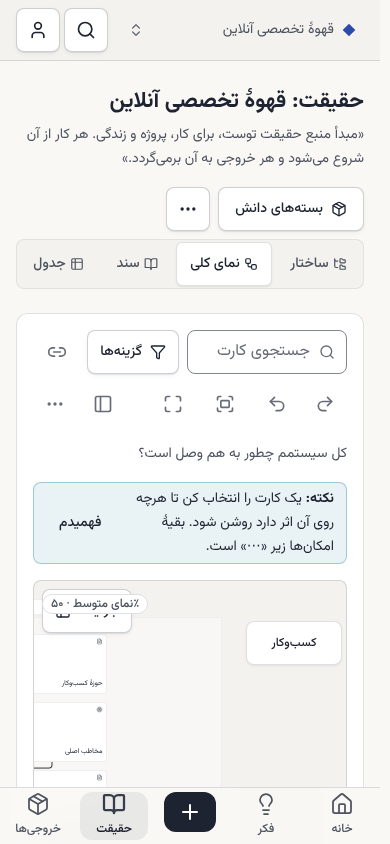 قهوهٔ تخصصی آنلاین
حقیقت: قهوهٔ تخصصی آنلاین
«مبدأ منبع حقیقت توست، برای کار، پروژه و زندگی. هر کار از آن
شروع می‌شود و هر خروجی به آن برمی‌گردد.»
بسته‌های دانش
ساختار
نمای کلی
سند
جدول
جستجوی کارت
گزینه‌ها
کل سیستمم چطور به هم وصل است؟
نکته: یک کارت را انتخاب کن تا هرچه
روی آن اثر دارد روشن شود. بقیهٔ
امکان‌ها زیر «···» است.
فهمیدم
نمای متوسط · ۵۰٪
کسب‌وکار
حوزهٔ کسب‌وکار
مخاطب اصلی
خانه
فکر
حقیقت
خروجی‌ها